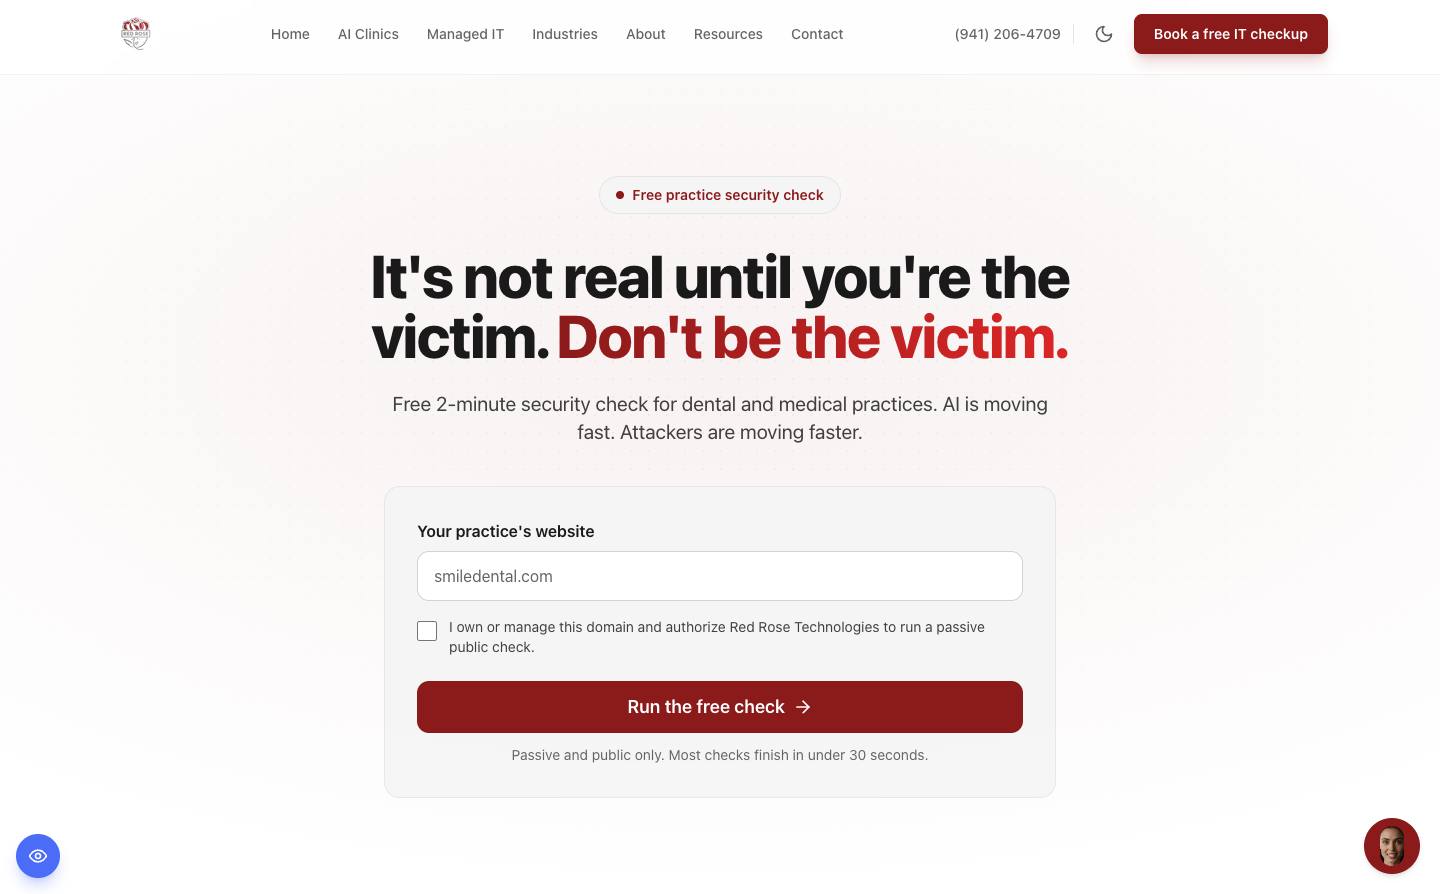 RED ROSE
Home
AI Clinics
Managed IT
Industries
About
Resources
Contact
(941) 206-4709
Book a free IT checkup
Free practice security check
It's not real until you're the
victim. Don't be the victim.
Free 2-minute security check for dental and medical practices. AI is moving
fast. Attackers are moving faster.
Your practice's website
smiledental.com
I own or manage this domain and authorize Red Rose Technologies to run a passive
public check.
Run the free check
Passive and public only. Most checks finish in under 30 seconds.